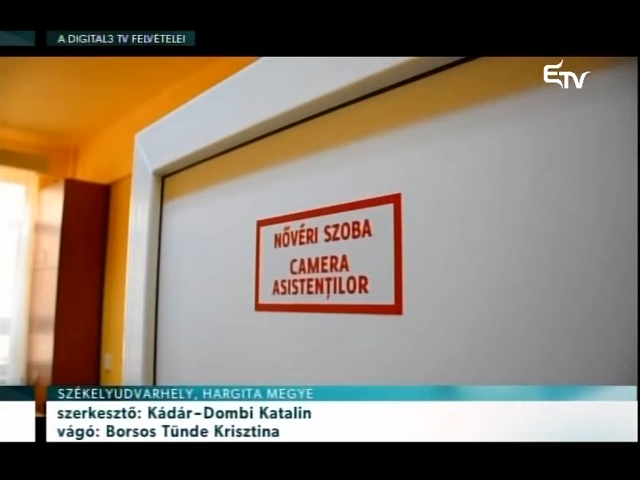 A DIGITAL3 TV FELVÉTELEI
ETV
NŐVÉRI SZOBA
CAMERA
ASISTENȚILOR
SZÉKELYUDVARHELY, HARGITA MEGYE
szerkesztő: Kádár-Dombi Katalin
vágó: Borsos Tünde Krisztina